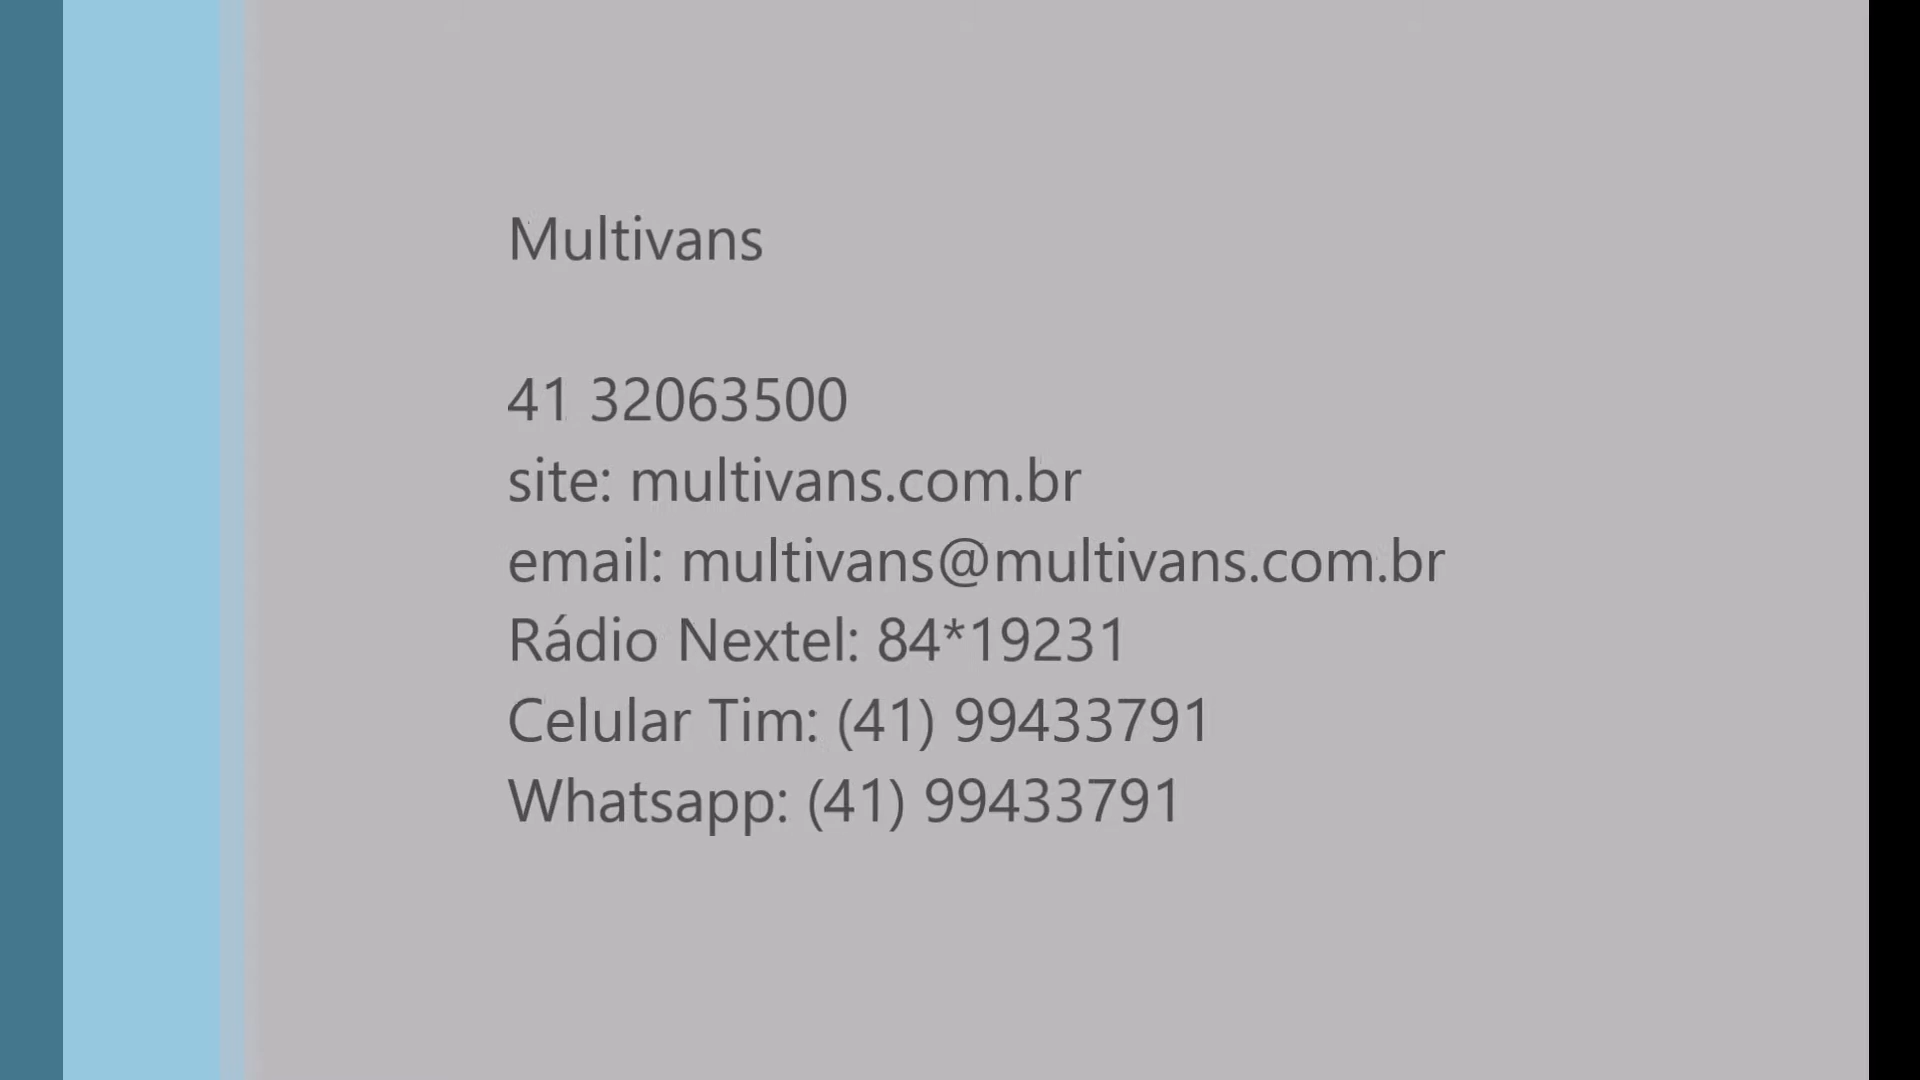 Multivans
41 32063500
site: multivans.com.br
email: multivans@multivans.com.br
Rádio Nextel: 84*19231
Celular Tim: (41) 99433791
Whatsapp: (41) 99433791